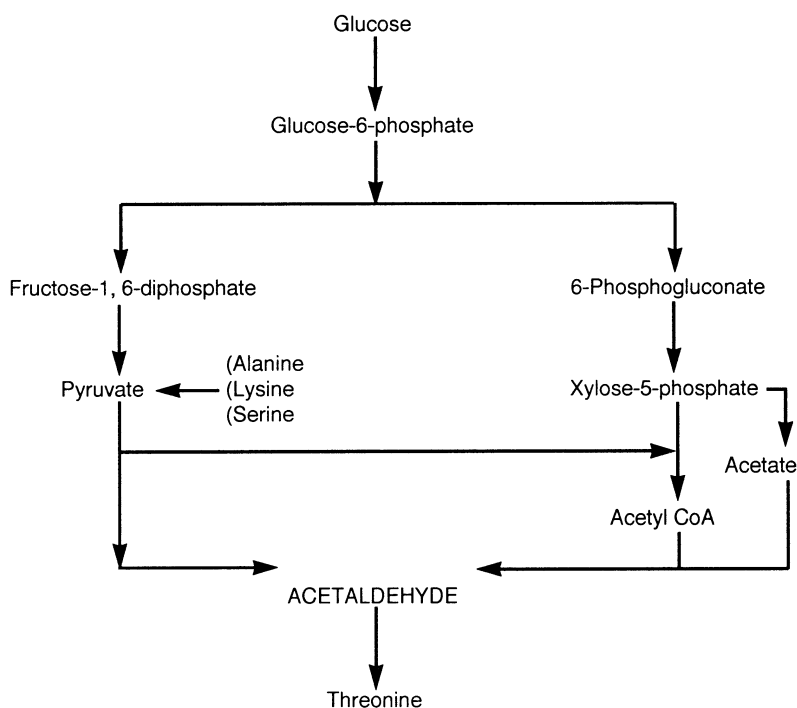 Glucose
Glucose-6-phosphate
Fructose-1, 6-diphosphate
6-Phosphogluconate
Pyruvate
(Alanine
(Lysine
(Serine
Xylose-5-phosphate
Acetate
Acetyl CoA
ACETALDEHYDE
Threonine